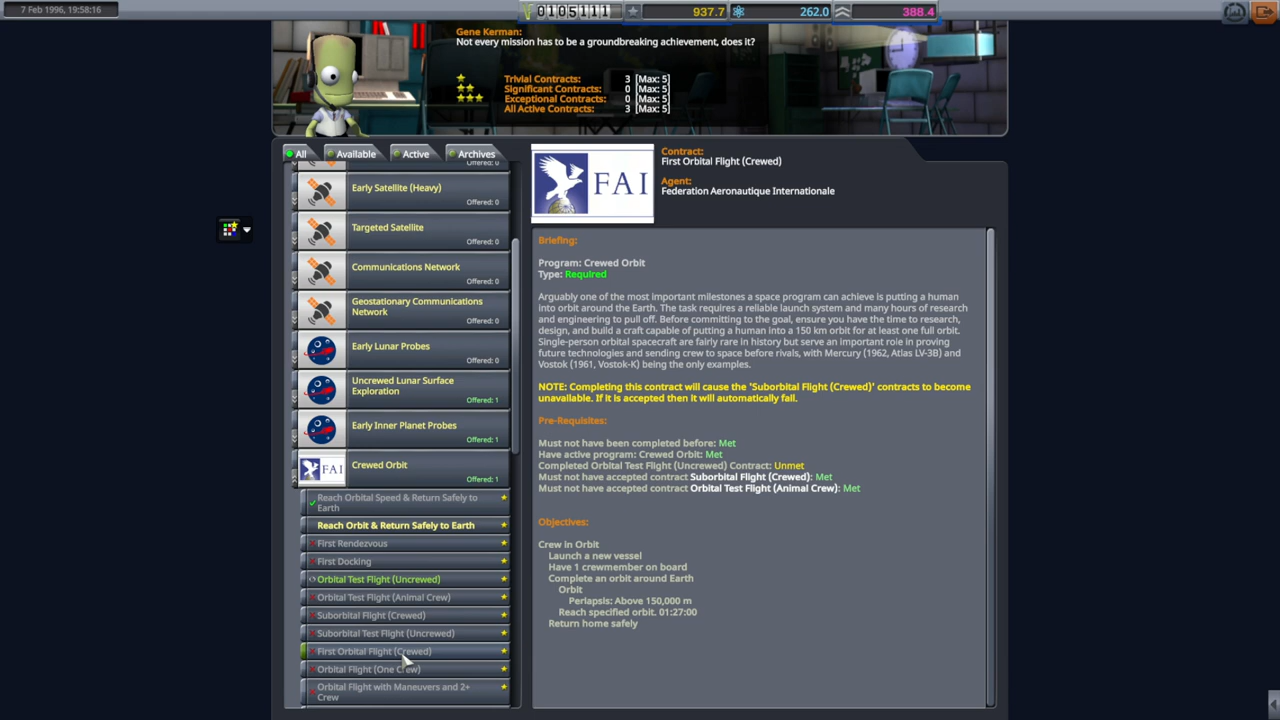 7 Feb 1996, 19:58:16
0105111
937.7
262.0
388.4
Gene Kerman:
Not every mission has to be a groundbreaking achievement, does it?
Trivial Contracts: 3 [Max: 5]
Significant Contracts: 0 [Max: 5]
Exceptional Contracts: 0 [Max: 5]
All Active Contracts: 3 [Max: 5]
All
Available
Active
Archives
Offered: 0
Early Satellite (Heavy)
Offered: 0
Targeted Satellite
Offered: 0
Communications Network
Offered: 0
Geostationary Communications
Network
Offered: 0
Early Lunar Probes
Offered: 0
Uncrewed Lunar Surface
Exploration
Offered: 1
Early Inner Planet Probes
Offered: 1
FAI
Crewed Orbit
Offered: 1
Reach Orbital Speed & Return Safely to
Earth
Reach Orbit & Return Safely to Earth
First Rendezvous
First Docking
Orbital Test Flight (Uncrewed)
Orbital Test Flight (Animal Crew)
Suborbital Flight (Crewed)
Suborbital Test Flight (Uncrewed)
First Orbital Flight (Crewed)
Orbital Flight (One Crew)
Orbital Flight with Maneuvers and 2+
Crew
FAI
Contract:
First Orbital Flight (Crewed)
Agent:
Federation Aeronautique Internationale
Briefing:
Program: Crewed Orbit
Type: Required
Arguably one of the most important milestones a space program can achieve is putting a human
into orbit around the Earth. The task requires a reliable launch system and many hours of research
and engineering to pull off. Before committing to the goal, ensure you have the time to research,
design, and build a craft capable of putting a human into a 150 km orbit for at least one full orbit.
Single-person orbital spacecraft are fairly rare in history but serve an important role in proving
future technologies and sending crew to space before rivals, with Mercury (1962, Atlas LV-3B) and
Vostok (1961, Vostok-K) being the only examples.
NOTE: Completing this contract will cause the 'Suborbital Flight (Crewed)' contracts to become
unavailable. If it is accepted then it will automatically fail.
Pre-Requisites:
Must not have been completed before: Met
Have active program: Crewed Orbit: Met
Completed Orbital Test Flight (Uncrewed) Contract: Unmet
Must not have accepted contract Suborbital Flight (Crewed): Met
Must not have accepted contract Orbital Test Flight (Animal Crew): Met
Objectives:
Crew in Orbit
Launch a new vessel
Have 1 crewmember on board
Complete an orbit around Earth
Orbit
Periapsis: Above 150,000 m
Reach specified orbit. 01:27:00
Return home safely